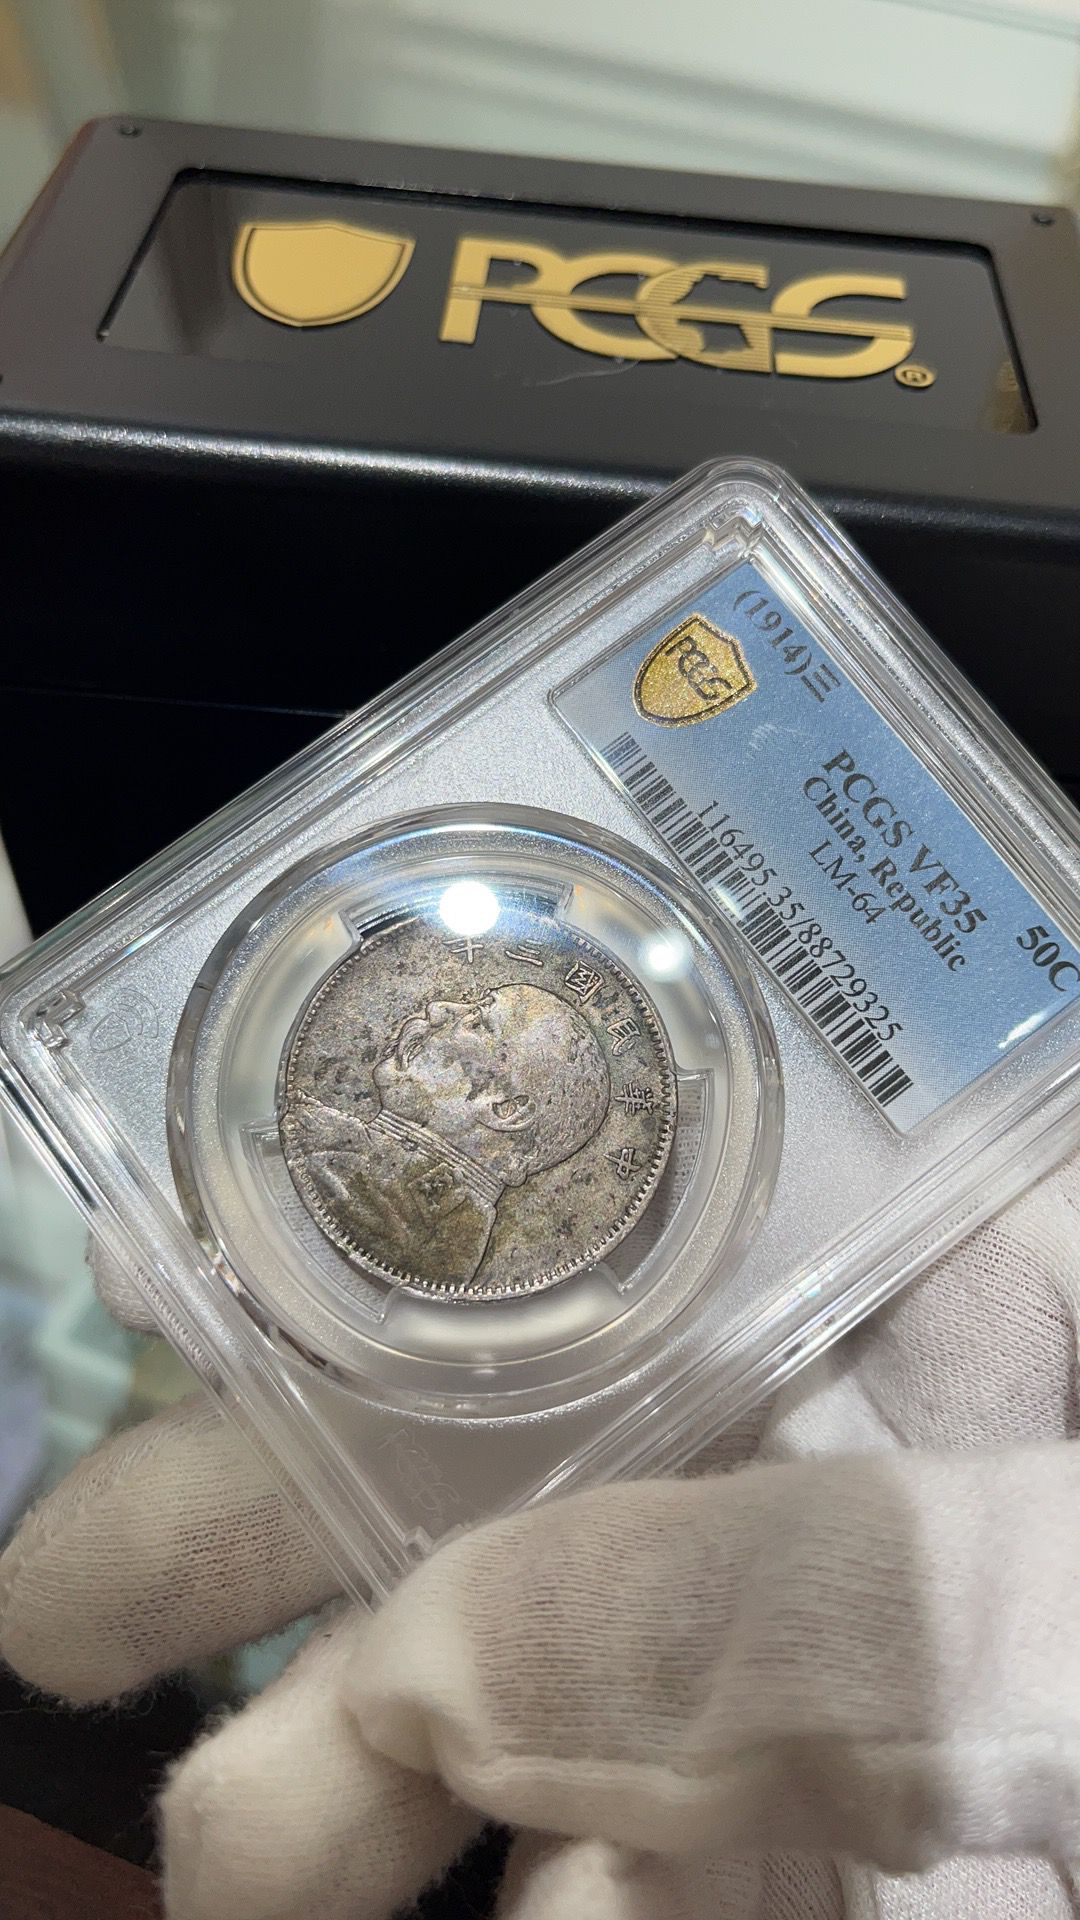 PCGS®
PCGS
(1914)三 50C
PCGS VF35
China, Republic
LM-64
116495.35/88729325
中華民國三年